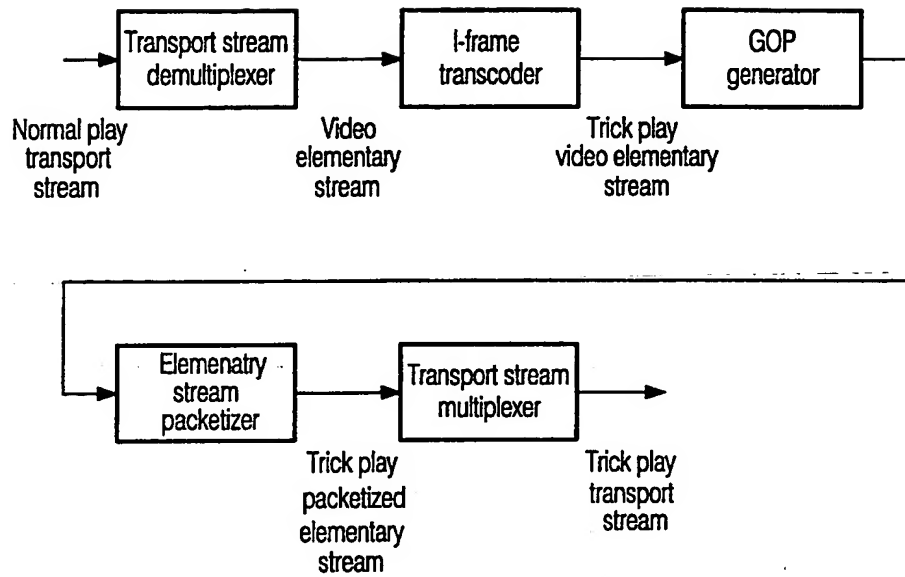 Transport stream
demultiplexer
I-frame
transcoder
GOP
generator
Normal play
transport
stream
Video
elementary
stream
Trick play
video elementary
stream
Elemenatry
stream
packetizer
Transport stream
multiplexer
Trick play
packetized
elementary
stream
Trick play
transport
stream